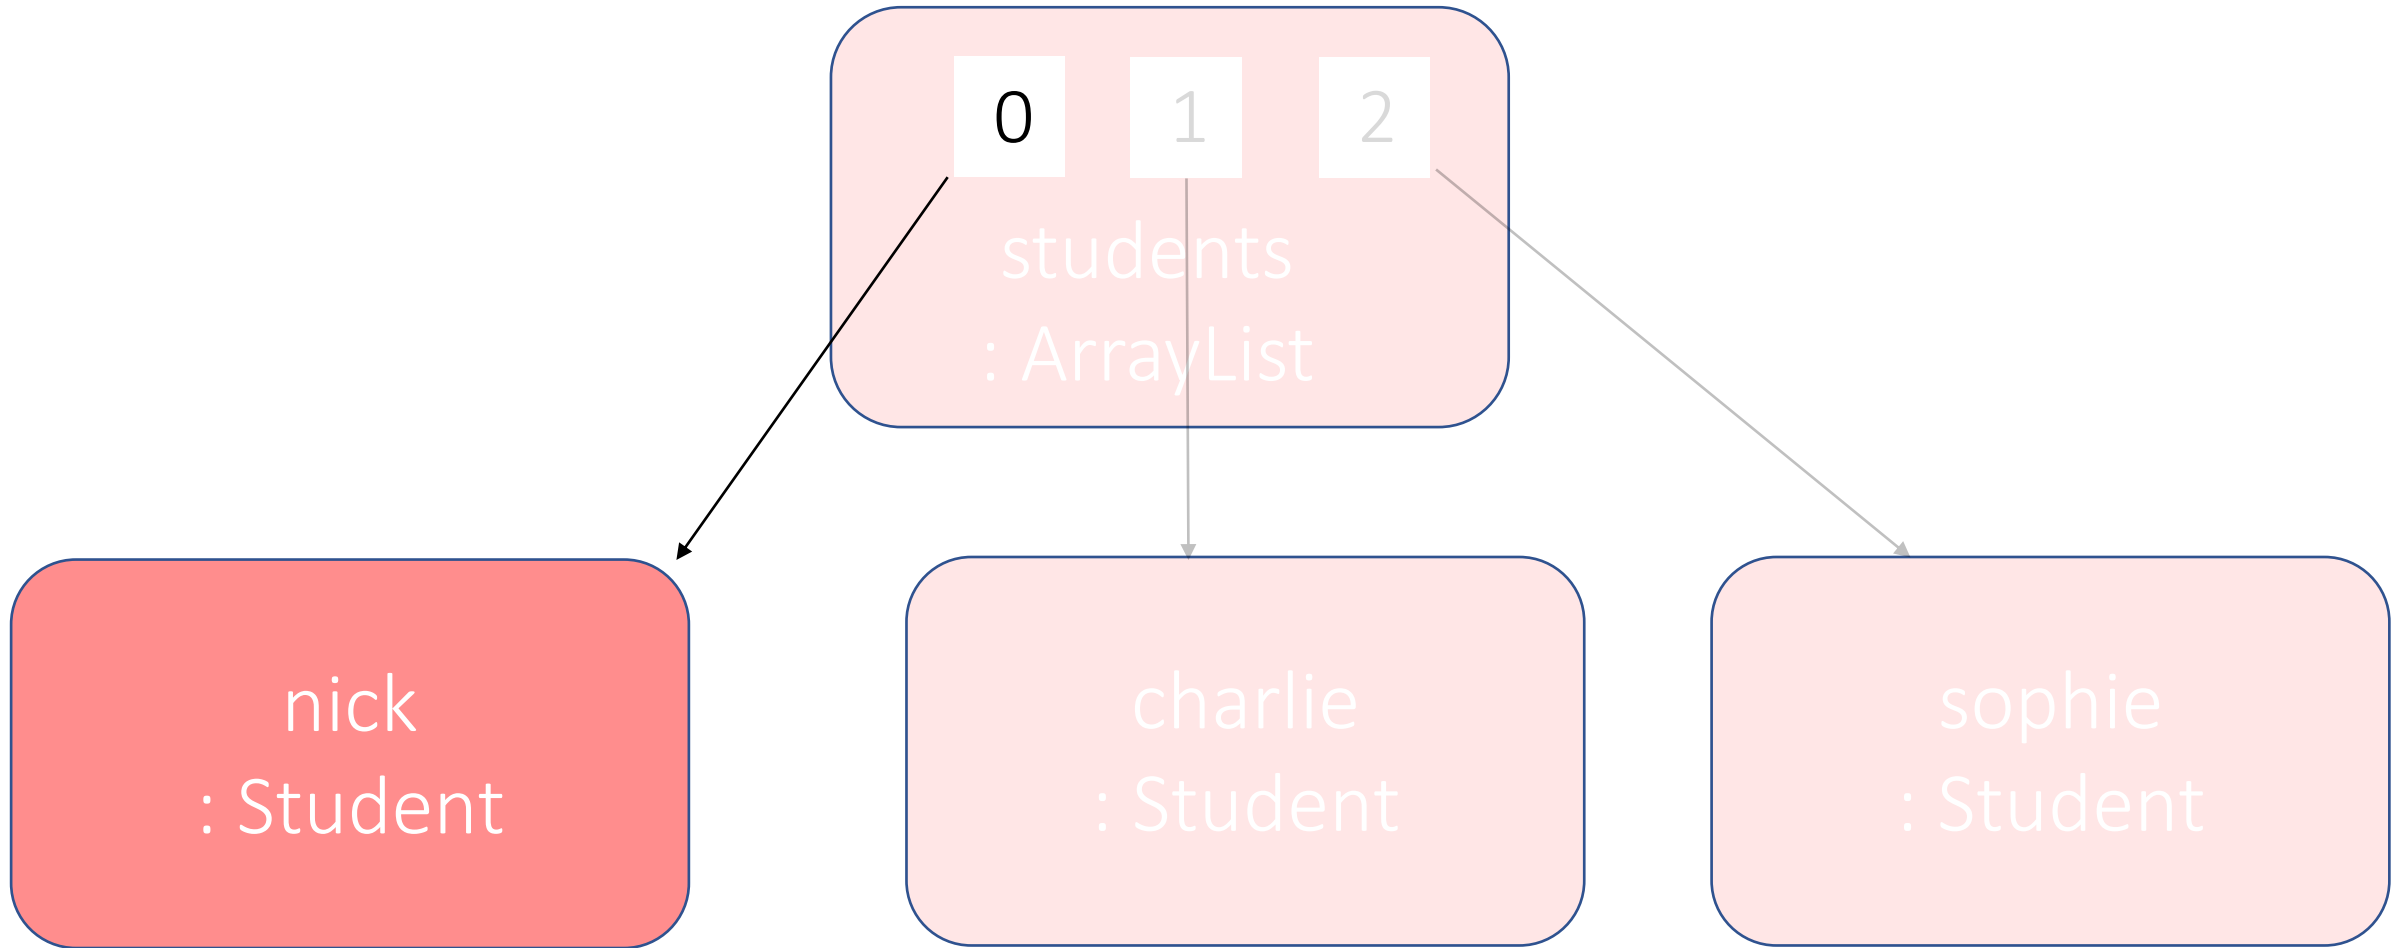 0 1 2
students
: ArrayList
nick
: Student
charlie
: Student
sophie
: Student